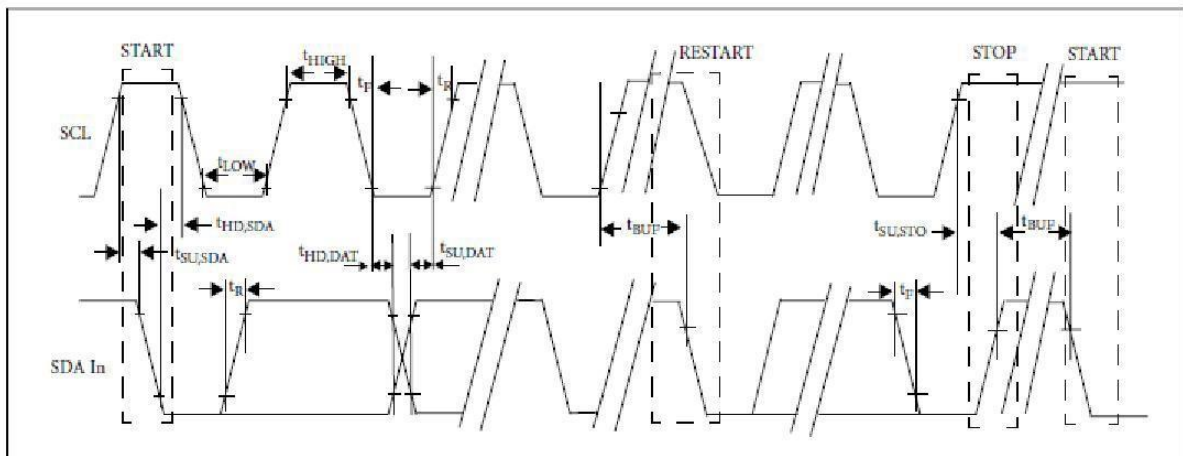 START
RESTART
STOP
START
tHIGH
tF
tR
SCL
tLOW
tHD,SDA
tSU,SDA
tHD,DAT
tSU,DAT
tBUF
tSU,STO
tBUF
tR
tF
SDA In